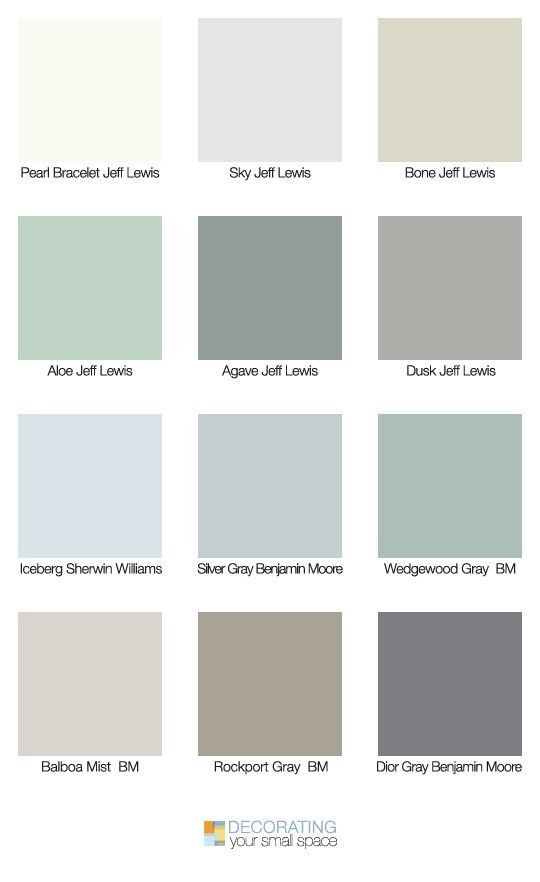 Pearl Bracelet Jeff Lewis
Sky Jeff Lewis
Bone Jeff Lewis
Aloe Jeff Lewis
Agave Jeff Lewis
Dusk Jeff Lewis
Iceberg Sherwin Williams
Silver Gray Benjamin Moore
Wedgewood Gray BM
Balboa Mist BM
Rockport Gray BM
Dior Gray Benjamin Moore
DECORATING
your small space